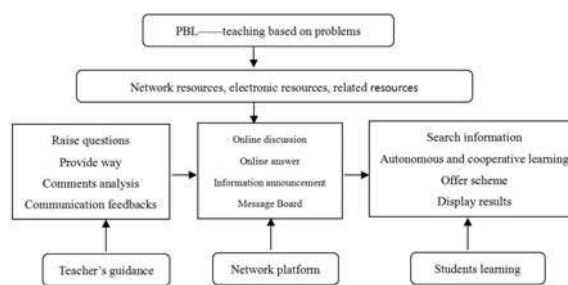 PBL——teaching based on problems
Network resources, electronic resources, related resources
Raise questions
Provide way
Comments analysis
Communication feedbacks
Online discussion
Online answer
Information announcement
Message Board
Search information
Autonomous and cooperative learning
Offer scheme
Display results
Teacher's guidance
Network platform
Students learning